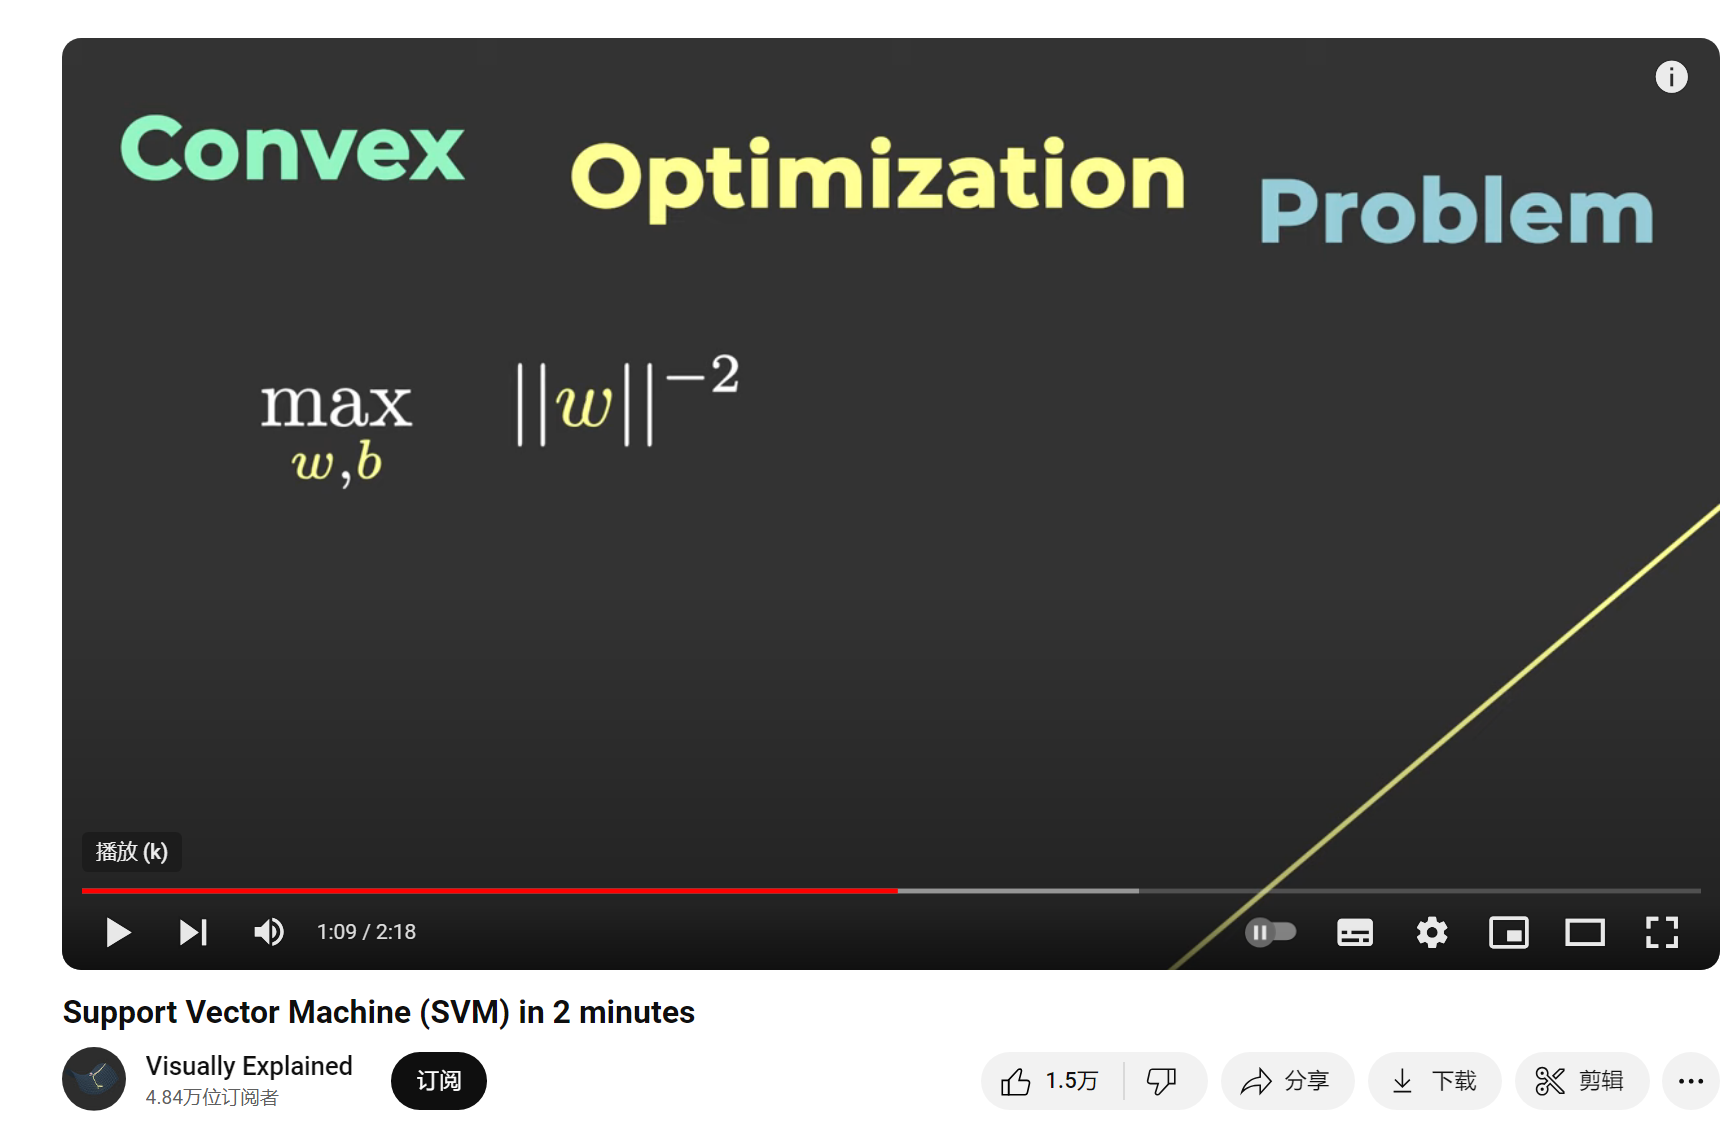 Convex Optimization Problem
max ||w||⁻²
w,b
播放 (k)
1:09 / 2:18
Support Vector Machine (SVM) in 2 minutes
Visually Explained
4.84万位订阅者
订阅
1.5万
分享
下载
剪辑